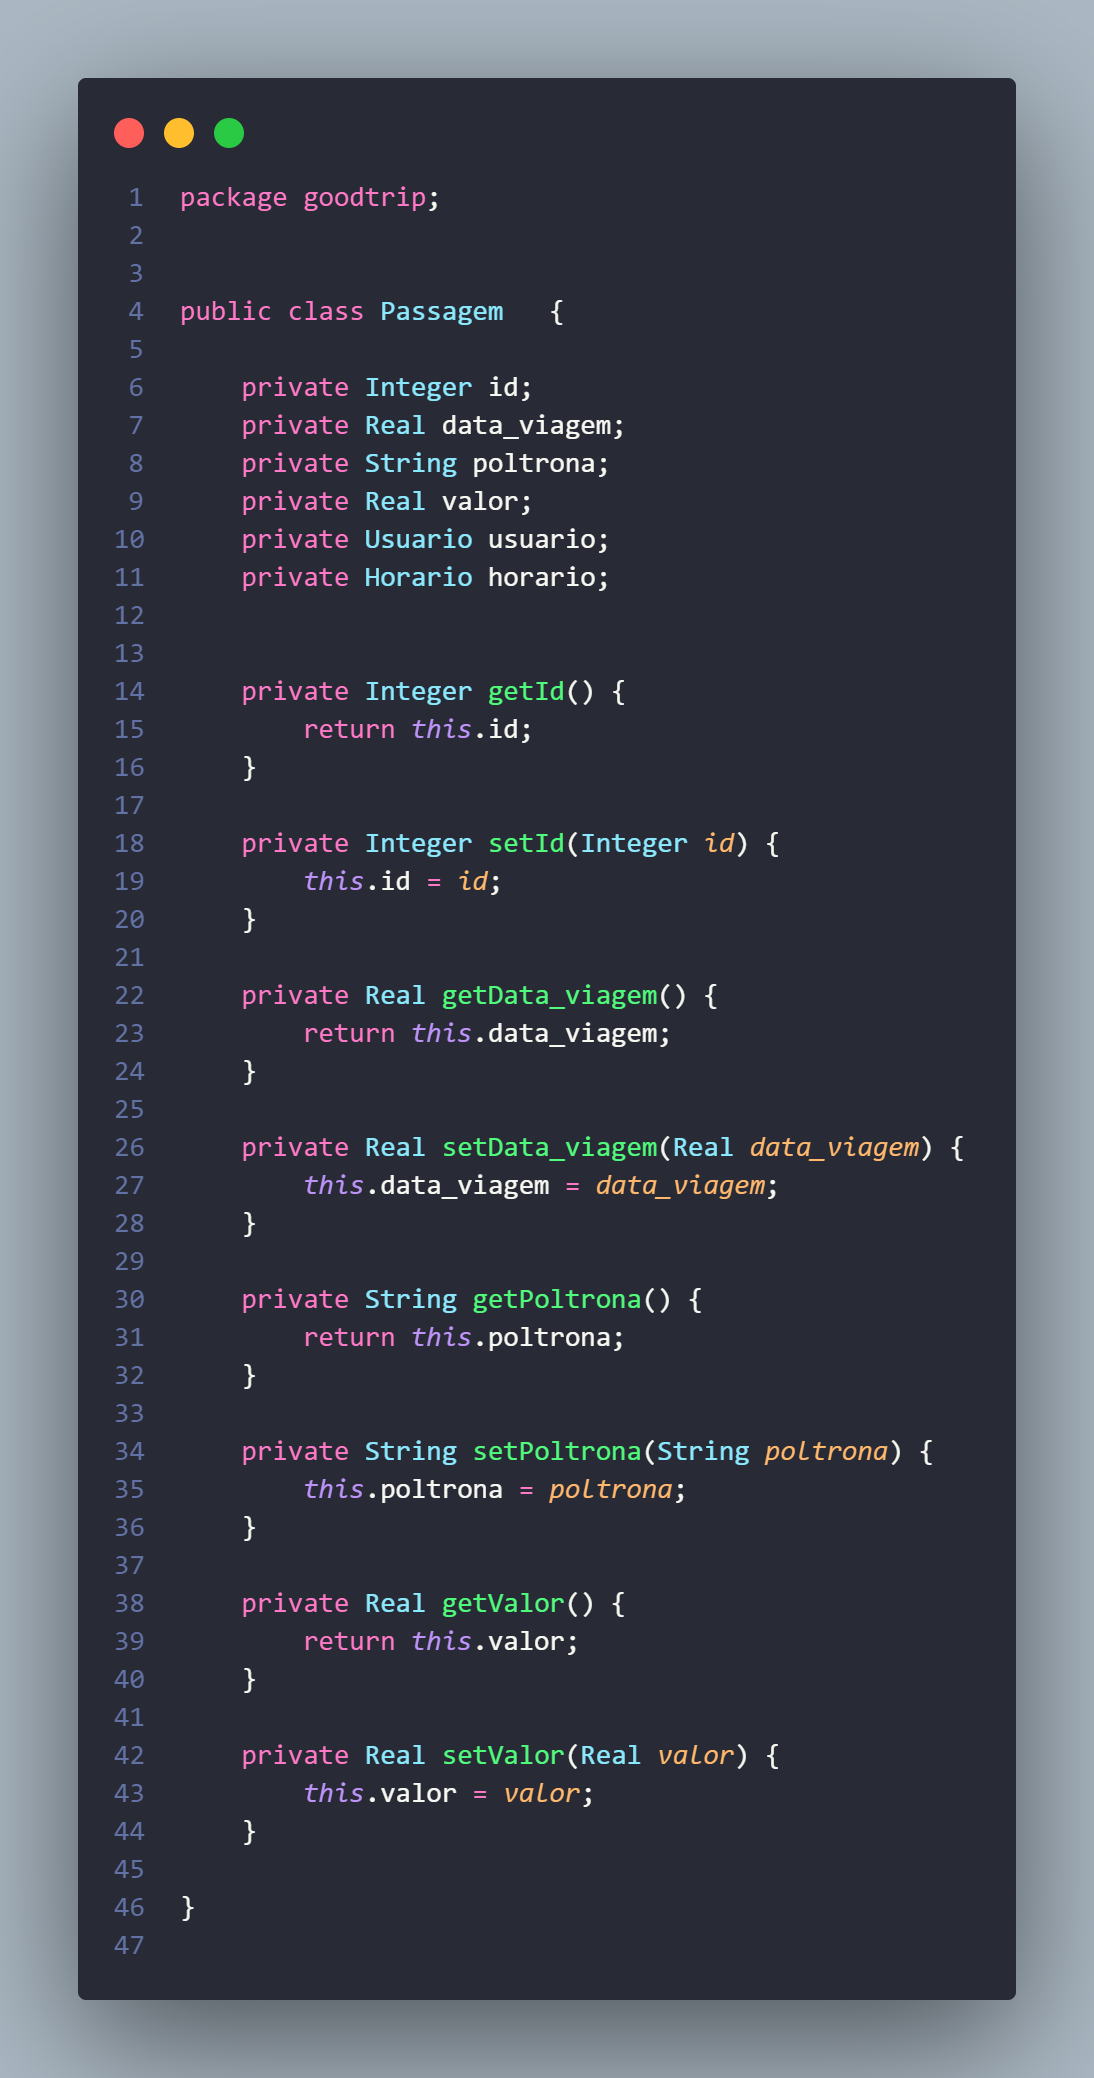 1 package goodtrip;
2
3
4 public class Passagem   {
5
6     private Integer id;
7     private Real data_viagem;
8     private String poltrona;
9     private Real valor;
10     private Usuario usuario;
11     private Horario horario;
12
13
14     private Integer getId() {
15         return this.id;
16     }
17
18     private Integer setId(Integer id) {
19         this.id = id;
20     }
21
22     private Real getData_viagem() {
23         return this.data_viagem;
24     }
25
26     private Real setData_viagem(Real data_viagem) {
27         this.data_viagem = data_viagem;
28     }
29
30     private String getPoltrona() {
31         return this.poltrona;
32     }
33
34     private String setPoltrona(String poltrona) {
35         this.poltrona = poltrona;
36     }
37
38     private Real getValor() {
39         return this.valor;
40     }
41
42     private Real setValor(Real valor) {
43         this.valor = valor;
44     }
45
46 }
47